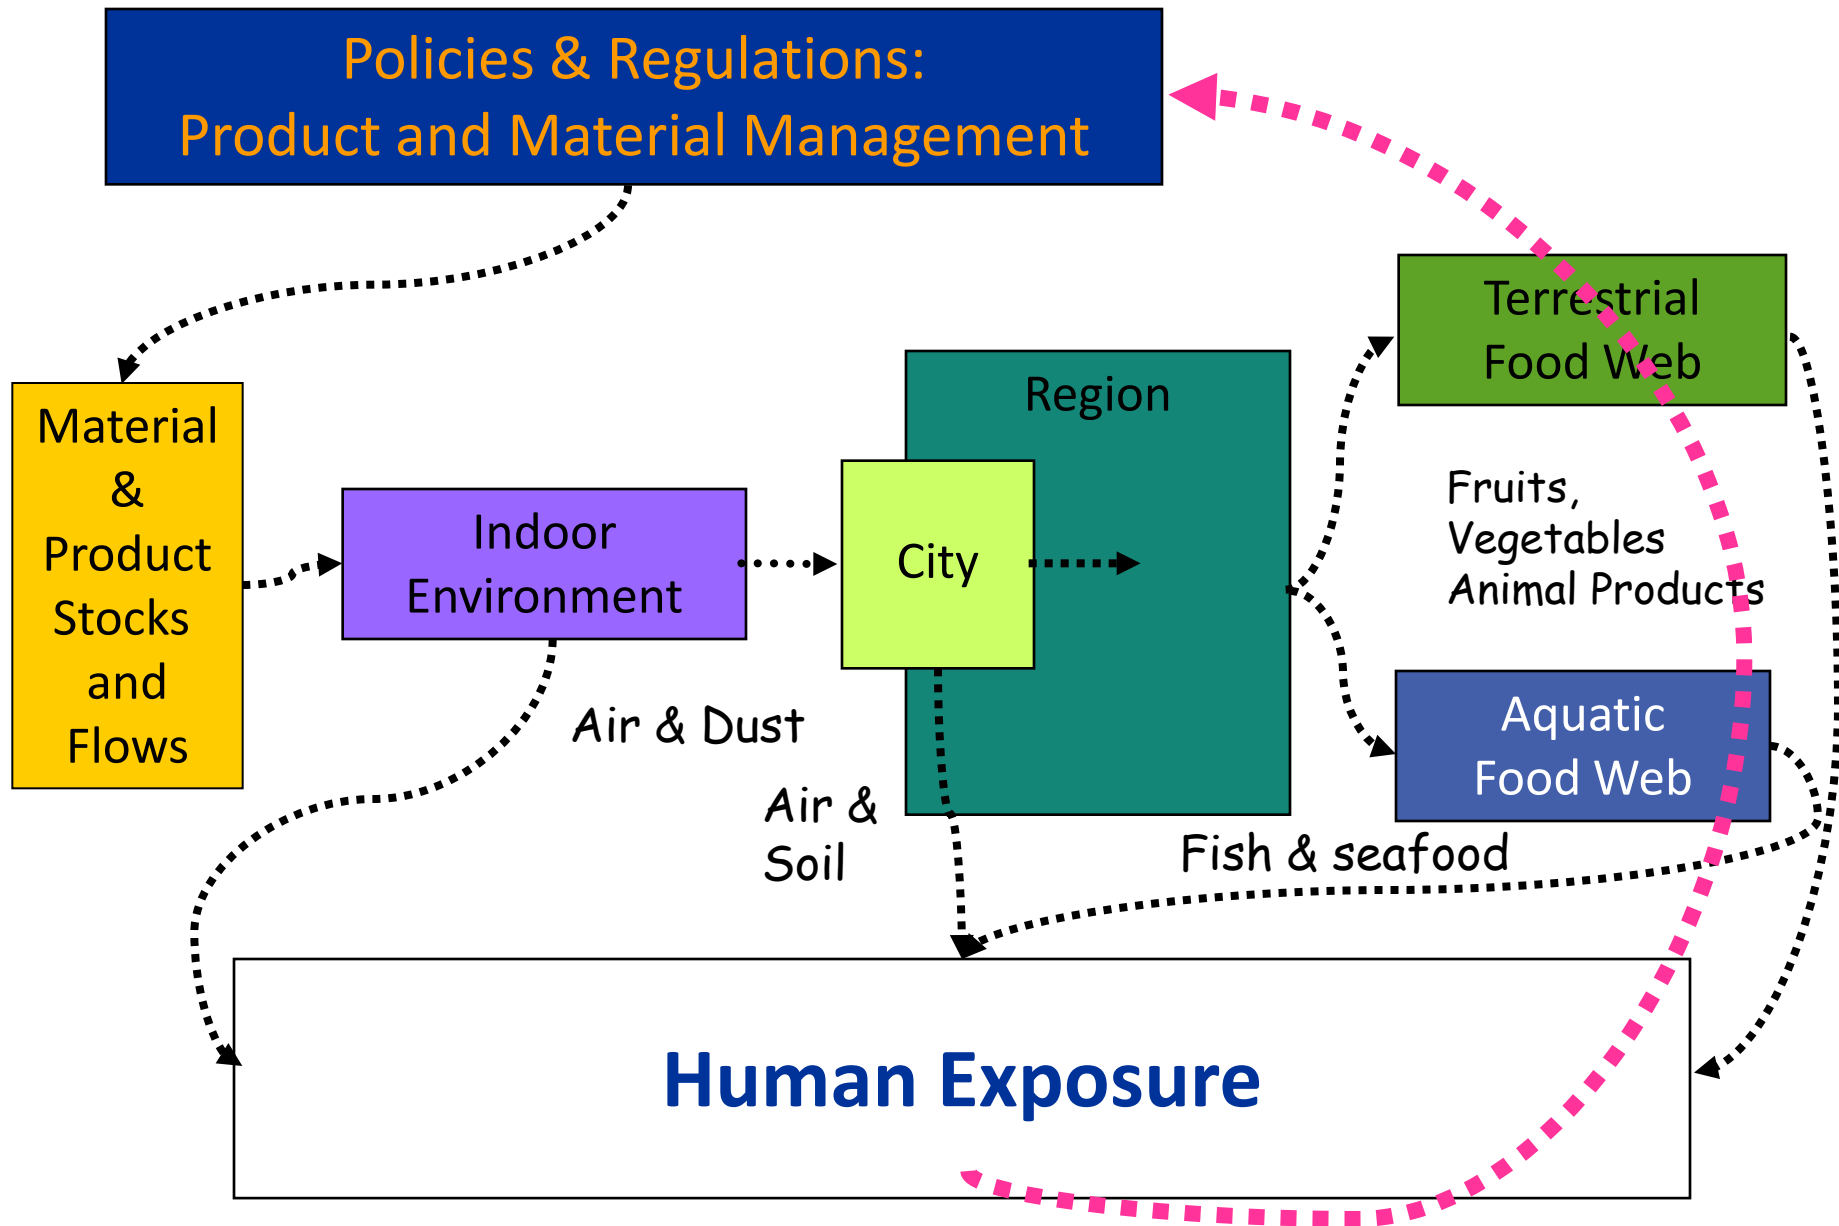 Policies & Regulations:
Product and Material Management
Material
&
Product
Stocks
and
Flows
Indoor
Environment
City
Region
Terrestrial
Food Web
Fruits,
Vegetables
Animal Products
Aquatic
Food Web
Air & Dust
Air &
Soil
Fish & seafood
Human Exposure